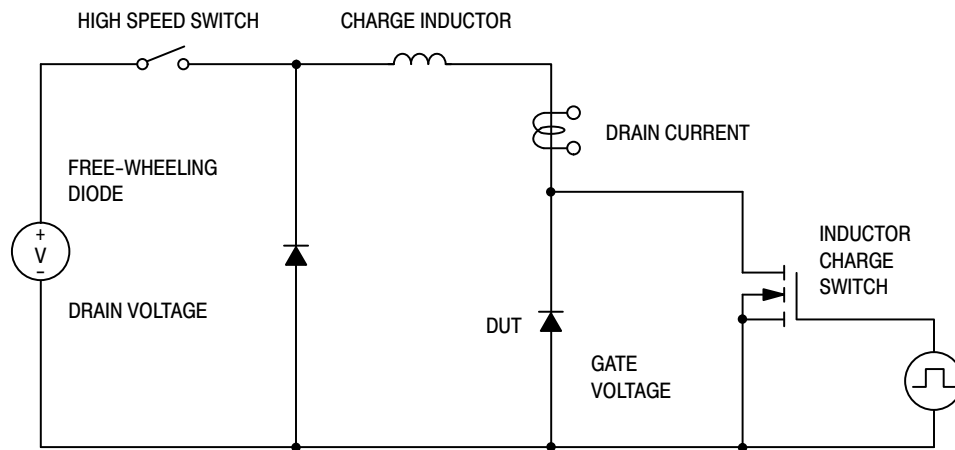 HIGH SPEED SWITCH
CHARGE INDUCTOR
DRAIN CURRENT
FREE-WHEELING
DIODE
+
V
−
INDUCTOR
CHARGE
SWITCH
DRAIN VOLTAGE
DUT
GATE
VOLTAGE